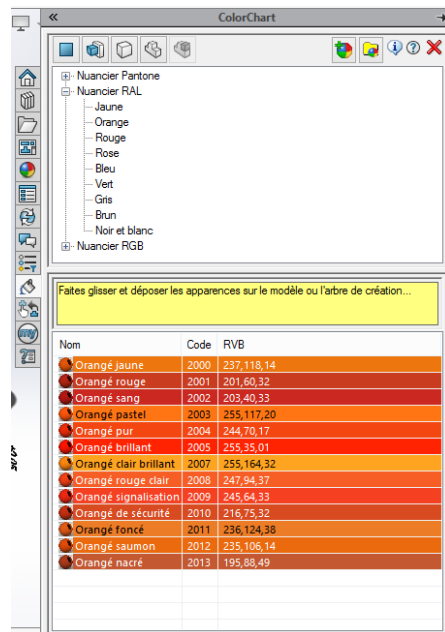 ColorChart
Nuancier Pantone
Nuancier RAL
Jaune
Orange
Rouge
Rose
Bleu
Vert
Gris
Brun
Noir et blanc
Nuancier RGB
Faites glisser et déposer les apparences sur le modèle ou l'arbre de création...
Nom Code RVB
Orangé jaune 2000 237,118,14
Orangé rouge 2001 201,60,32
Orangé sang 2002 203,40,33
Orangé pastel 2003 255,117,20
Orangé pur 2004 244,70,17
Orangé brillant 2005 255,35,01
Orangé clair brillant 2007 255,164,32
Orangé rouge clair 2008 247,94,37
Orangé signalisation 2009 245,64,33
Orangé de sécurité 2010 216,75,32
Orangé foncé 2011 236,124,38
Orangé saumon 2012 235,106,14
Orangé nacré 2013 195,88,49